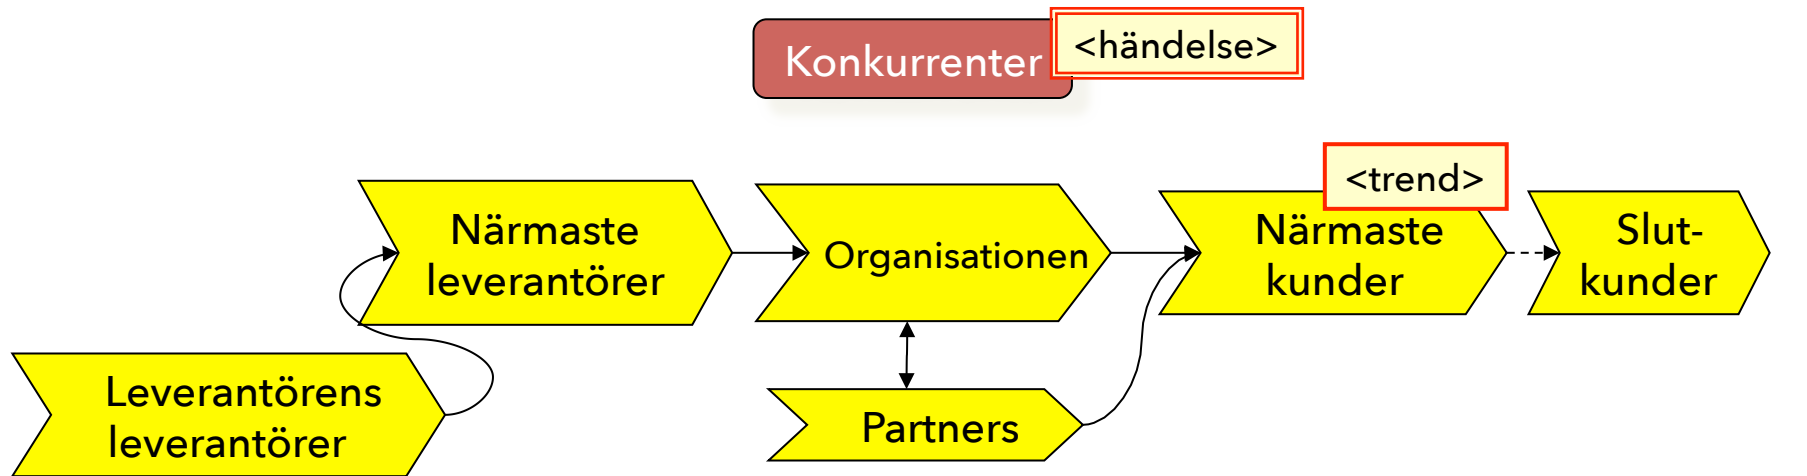 Konkurrenter
<händelse>
<trend>
Närmaste
leverantörer
Organisationen
Närmaste
kunder
Slut-
kunder
Leverantörens
leverantörer
Partners